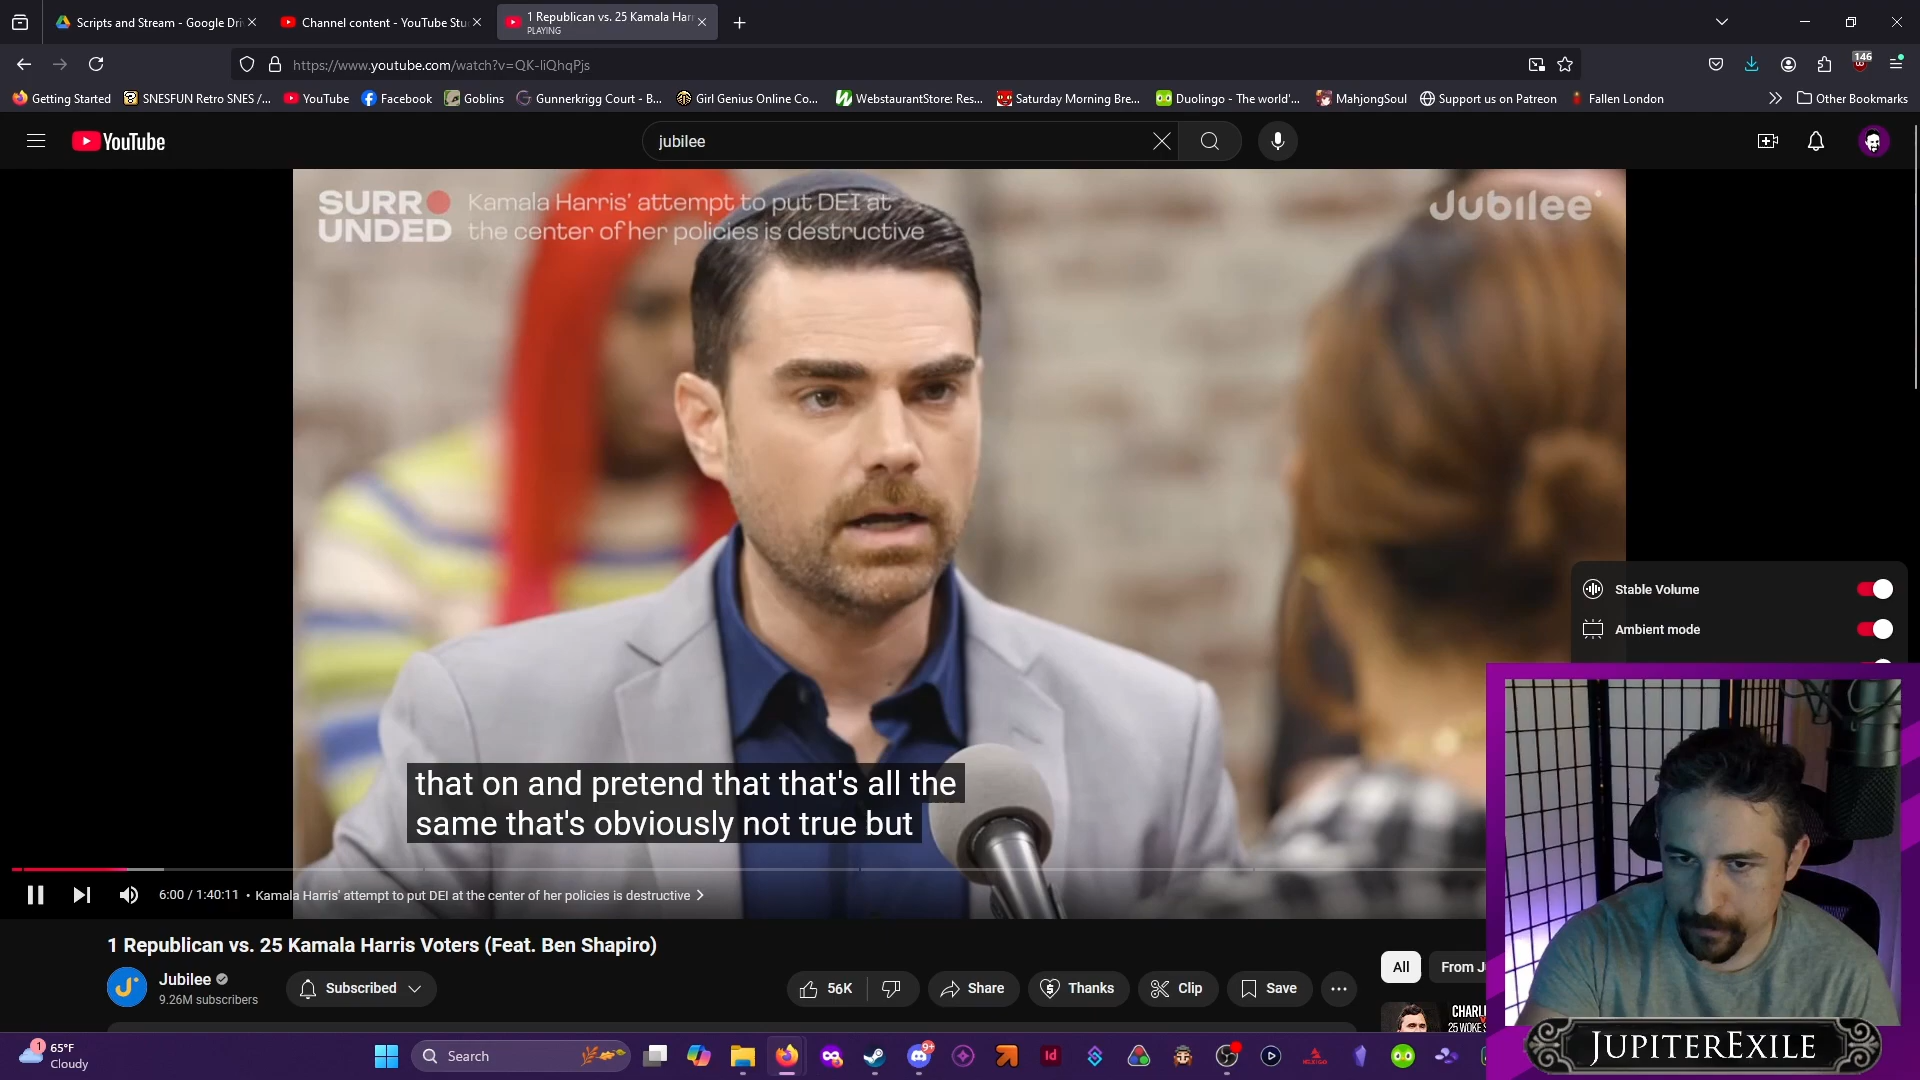 Scripts and Stream - Google Dri
Channel content - YouTube Stu
1 Republican vs. 25 Kamala Harr
PLAYING
https://www.youtube.com/watch?v=QK-liQhqPjs
146
Getting Started
SNESFUN Retro SNES /...
YouTube
Facebook
Goblins
Gunnerkrigg Court - B...
Girl Genius Online Co...
WebstaurantStore: Res...
Saturday Morning Bre...
Duolingo - The world'...
MahjongSoul
Support us on Patreon
Fallen London
Other Bookmarks
YouTube
jubilee
SURR UNDED
Kamala Harris' attempt to put DEI at
the center of her policies is destructive
Jubilee
Stable Volume
Ambient mode
that on and pretend that that's all the
same that's obviously not true but
6:00 / 1:40:11 • Kamala Harris' attempt to put DEI at the center of her policies is destructive
1 Republican vs. 25 Kamala Harris Voters (Feat. Ben Shapiro)
Jubilee
9.26M subscribers
Subscribed
56K
Share
Thanks
Clip
Save
All
From J
CHARLI
25 WOKE S
1
65°F
Cloudy
Search
9+
Id
JUPITEREXILE